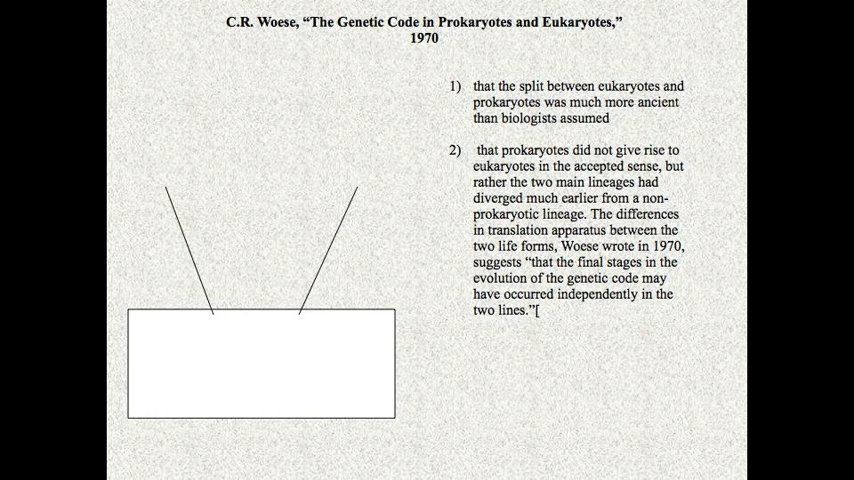 C.R. Woese, “The Genetic Code in Prokaryotes and Eukaryotes,”
1970
1) that the split between eukaryotes and
prokaryotes was much more ancient
than biologists assumed
2) that prokaryotes did not give rise to
eukaryotes in the accepted sense, but
rather the two main lineages had
diverged much earlier from a non-
prokaryotic lineage. The differences
in translation apparatus between the
two life forms, Woese wrote in 1970,
suggests “that the final stages in the
evolution of the genetic code may
have occurred independently in the
two lines.”[